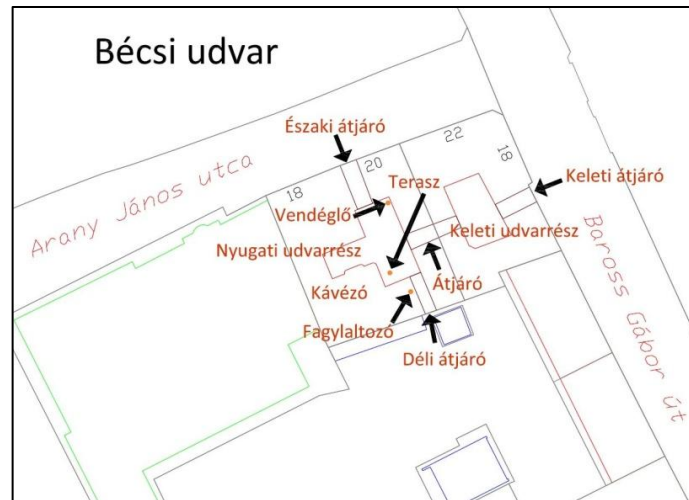 Bécsi udvar
Északi átjáró
Arany János utca
18
20
22
18
Terasz
Keleti átjáró
Vendéglő
Nyugati udvarrész
Keleti udvarrész
Kávézó
Átjáró
Fagylaltozó
Déli átjáró
Baross Gábor út